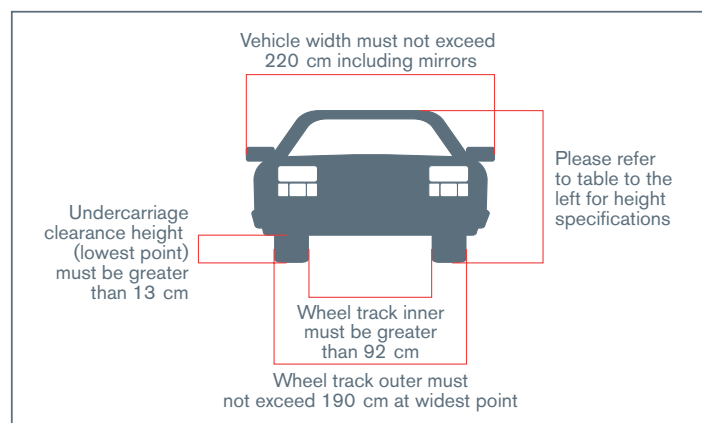 Vehicle width must not exceed
220 cm including mirrors
Please refer
to table to the
left for height
specifications
Undercarriage
clearance height
(lowest point)
must be greater
than 13 cm
Wheel track inner
must be greater
than 92 cm
Wheel track outer must
not exceed 190 cm at widest point